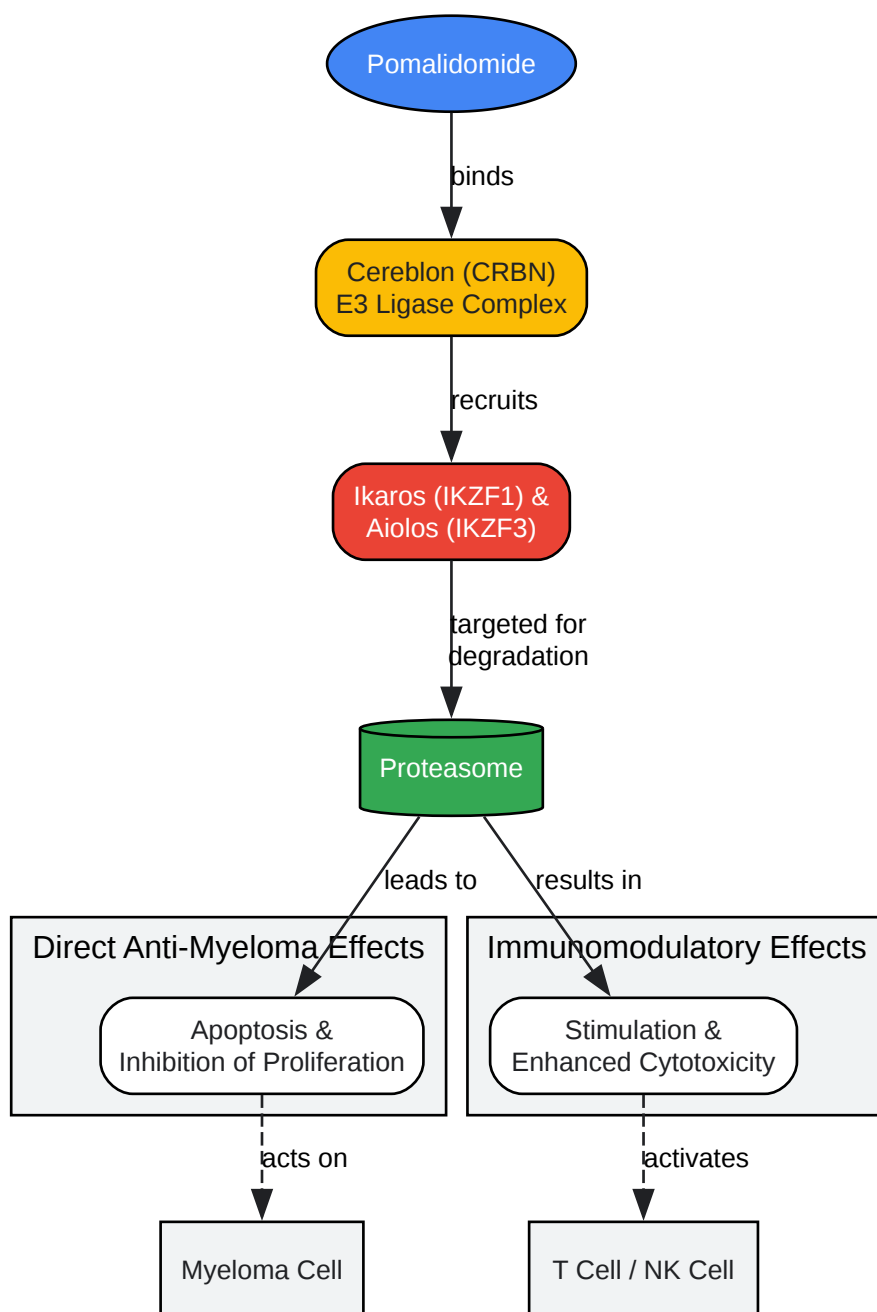 Pomalidomide
binds
Cereblon (CRBN)
E3 Ligase Complex
recruits
Ikaros (IKZF1) &
Aiolos (IKZF3)
targeted for
degradation
Proteasome
leads to
results in
Direct Anti-Myeloma Effects
Immunomodulatory Effects
Apoptosis &
Inhibition of Proliferation
Stimulation &
Enhanced Cytotoxicity
acts on
activates
Myeloma Cell
T Cell / NK Cell